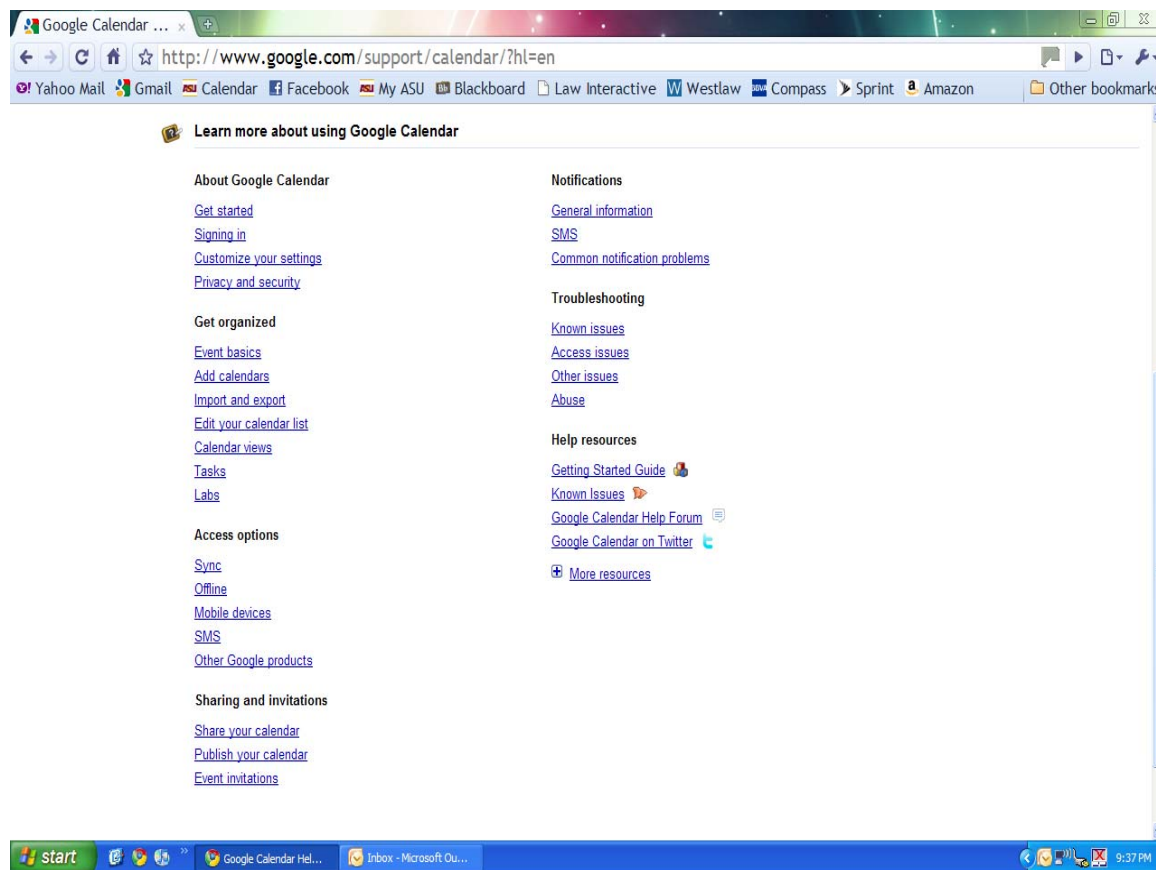 Google Calendar ...
http://www.google.com/support/calendar/?hl=en
Yahoo Mail Gmail Calendar Facebook My ASU Blackboard Law Interactive Westlaw Compass Sprint Amazon Other bookmarks
Learn more about using Google Calendar
About Google Calendar
Get started
Signing in
Customize your settings
Privacy and security
Get organized
Event basics
Add calendars
Import and export
Edit your calendar list
Calendar views
Tasks
Labs
Access options
Sync
Offline
Mobile devices
SMS
Other Google products
Sharing and invitations
Share your calendar
Publish your calendar
Event invitations
Notifications
General information
SMS
Common notification problems
Troubleshooting
Known issues
Access issues
Other issues
Abuse
Help resources
Getting Started Guide
Known Issues
Google Calendar Help Forum
Google Calendar on Twitter
More resources
start Google Calendar Hel... Inbox - Microsoft Ou... 9:37 PM